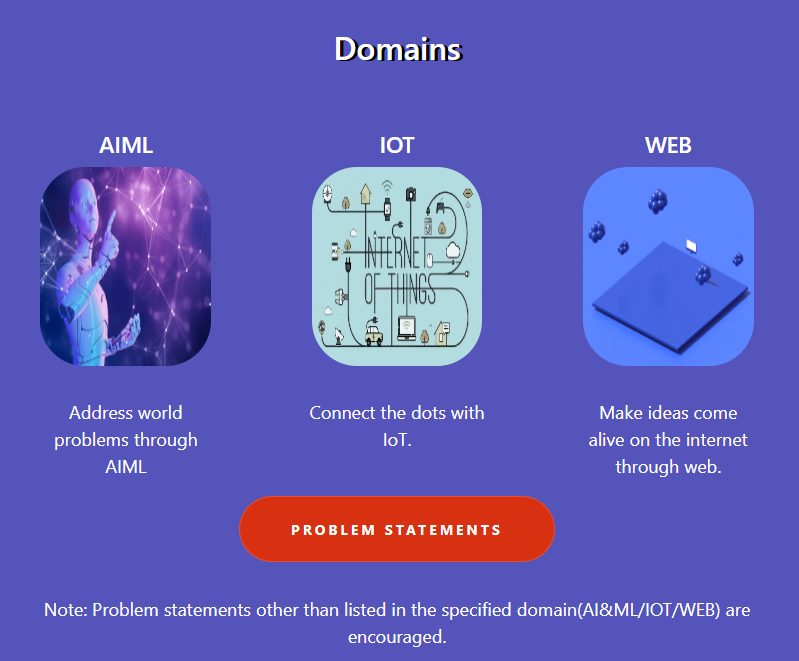 Domains
AIML
IOT
WEB
INTERNET
OF THINGS
Address world
problems through
AIML
Connect the dots with
IoT.
Make ideas come
alive on the internet
through web.
PROBLEM STATEMENTS
Note: Problem statements other than listed in the specified domain(AI&ML/IOT/WEB) are
encouraged.